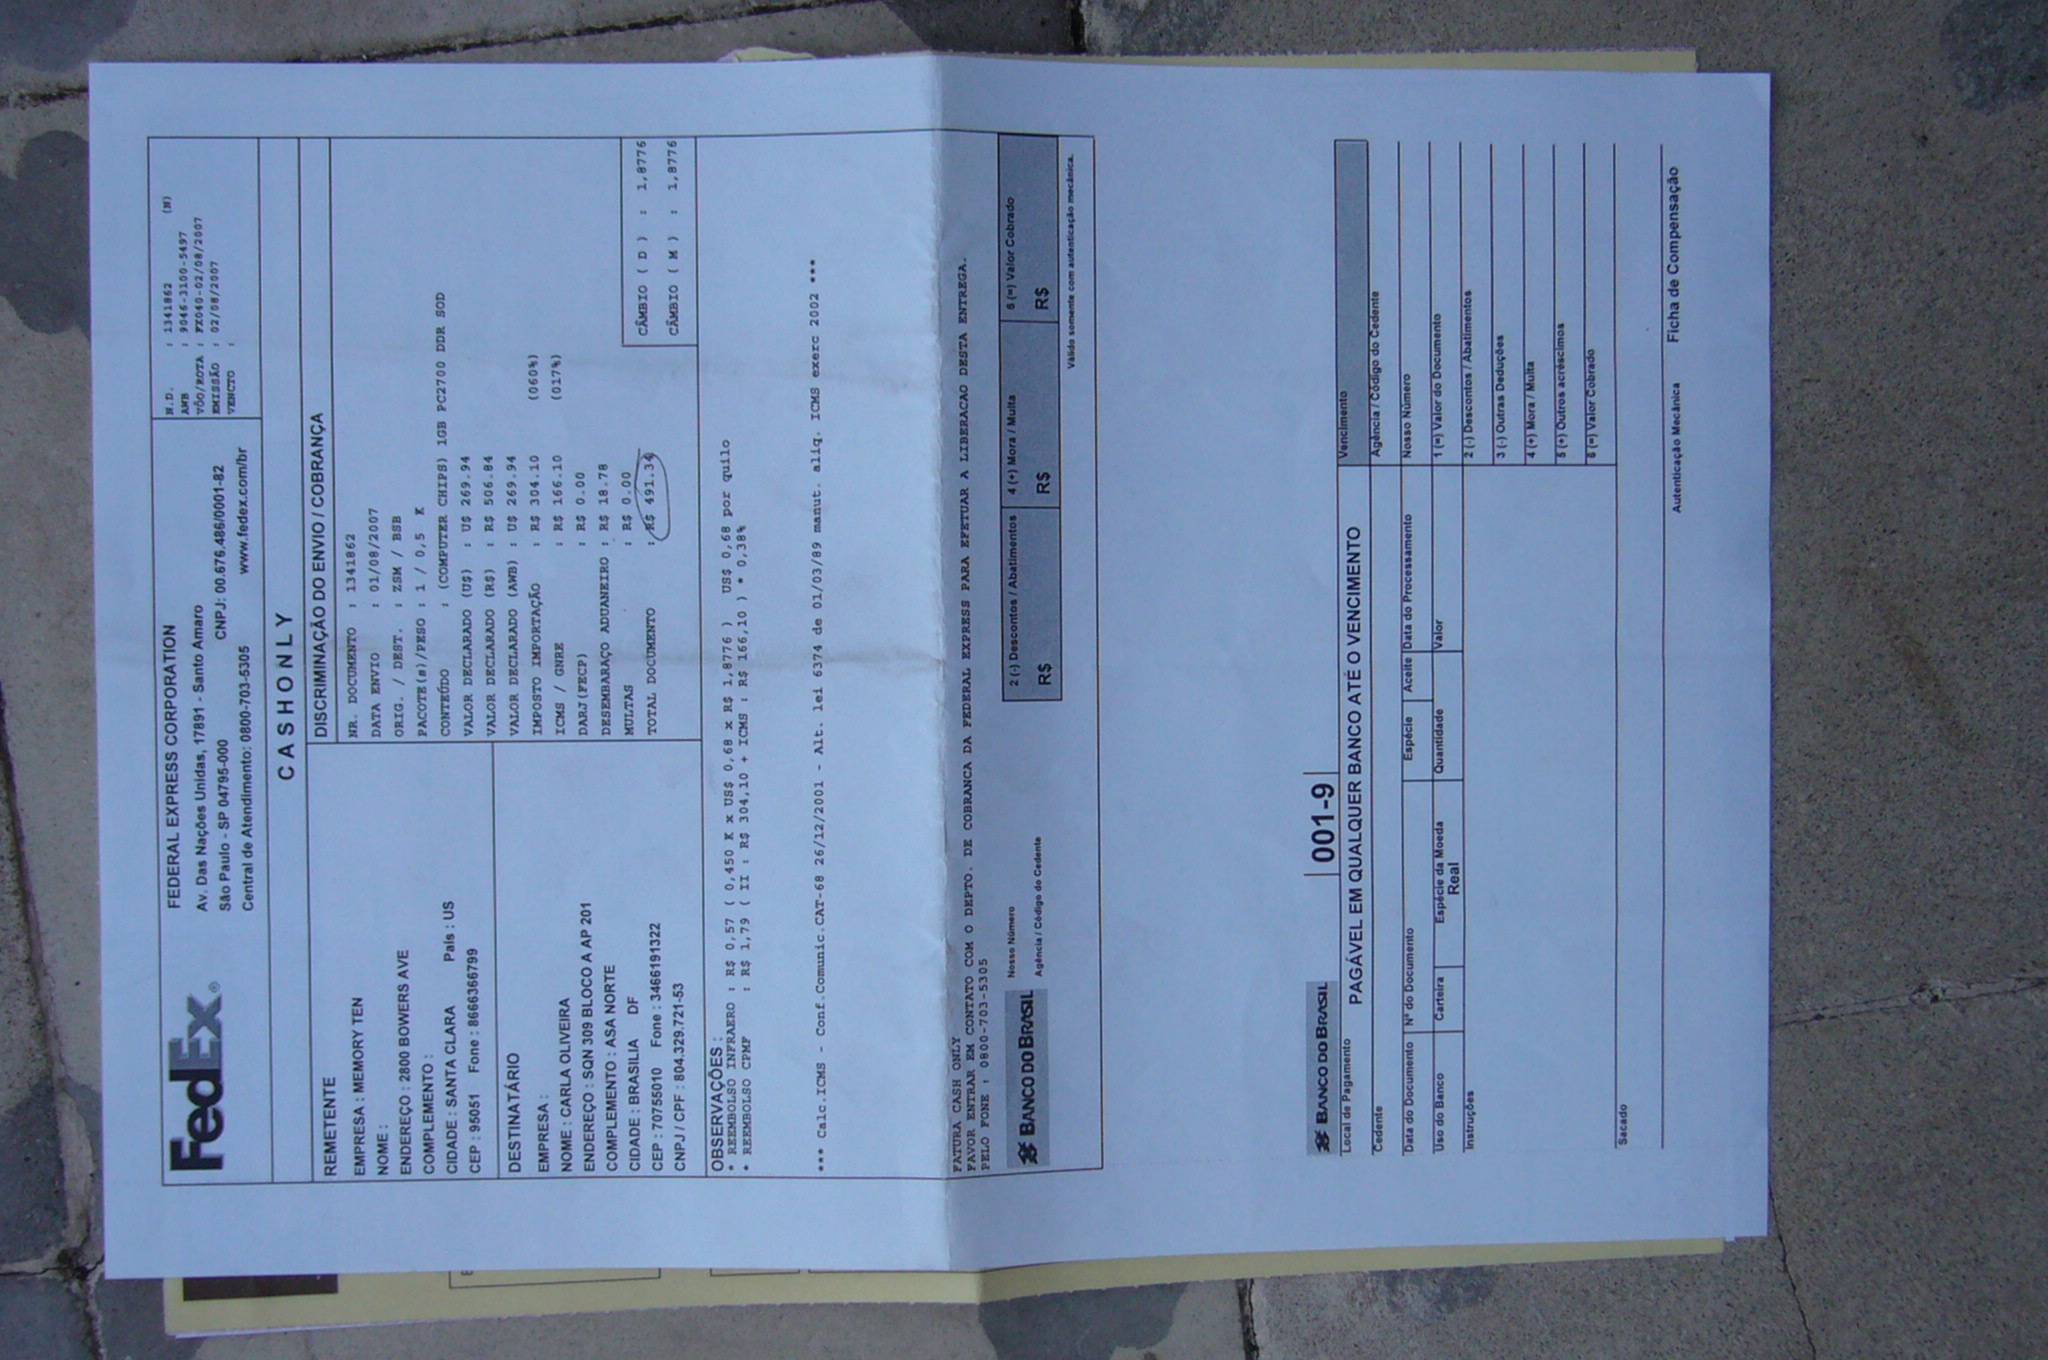 FedEx®
FEDERAL EXPRESS CORPORATION
Av. Das Nações Unidas, 17891 - Santo Amaro
São Paulo - SP 04795-000 CNPJ: 00.676.486/0001-82
Central de Atendimento: 0800-703-5305 www.fedex.com/br
N.D. : 1341862 (N)
AWB : 9046-3100-5497
VÔO/ROTA : FX040-02/08/2007
EMISSÃO : 02/08/2007
VENCTO :
C A S H O N L Y
REMETENTE
EMPRESA : MEMORY TEN
NOME :
ENDEREÇO : 2800 BOWERS AVE
COMPLEMENTO :
CIDADE : SANTA CLARA País : US
CEP : 95051 Fone : 8666366799
DESTINATÁRIO
EMPRESA :
NOME : CARLA OLIVEIRA
ENDEREÇO : SQN 309 BLOCO A AP 201
COMPLEMENTO : ASA NORTE
CIDADE : BRASILIA DF
CEP : 70755010 Fone : 3466191322
CNPJ / CPF : 804.329.721-53
DISCRIMINAÇÃO DO ENVIO / COBRANÇA
NR. DOCUMENTO : 1341862
DATA ENVIO : 01/08/2007
ORIG. / DEST. : ZSM / BSB
PACOTE(s)/PESO : 1 / 0,5 K
CONTEÚDO : (COMPUTER CHIPS) 1GB PC2700 DDR SOD
VALOR DECLARADO (U$) : U$ 269.94
VALOR DECLARADO (R$) : R$ 506.84
VALOR DECLARADO (AWB) : U$ 269.94
IMPOSTO IMPORTAÇÃO : R$ 304.10 (060%)
ICMS / GNRE : R$ 166.10 (017%)
DARJ(FECP) : R$ 0.00
DESEMBARAÇO ADUANEIRO : R$ 18.78
MULTAS : R$ 0.00
TOTAL DOCUMENTO : R$ 491.34
CÂMBIO ( D ) : 1,8776
CÂMBIO ( M ) : 1,8776
OBSERVAÇÕES :
* REEMBOLSO INFRAERO : R$ 0,57 ( 0,450 K x US$ 0,68 x R$ 1,8776 ) US$ 0,68 por quilo
* REEMBOLSO CPMF : R$ 1,79 ( II : R$ 304,10 + ICMS : R$ 166,10 ) * 0,38%
*** Calc.ICMS - Conf.Comunic.CAT-68 26/12/2001 - Alt. lei 6374 de 01/03/89 manut. aliq. ICMS exerc 2002 ***
FATURA CASH ONLY
FAVOR ENTRAR EM CONTATO COM O DEPTO. DE COBRANCA DA FEDERAL EXPRESS PARA EFETUAR A LIBERACAO DESTA ENTREGA.
PELO FONE : 0800-703-5305
BANCO DO BRASIL
Nosso Número
Agência / Código do Cedente
2 (-) Descontos / Abatimentos
R$
4 (+) Mora / Multa
R$
6 (=) Valor Cobrado
R$
Válido somente com autenticação mecânica.
BANCO DO BRASIL 001-9
Local de Pagamento
PAGÁVEL EM QUALQUER BANCO ATÉ O VENCIMENTO
Vencimento
Cedente
Agência / Código do Cedente
Data do Documento Nº do Documento Espécie Aceite Data do Processamento
Nosso Número
Uso do Banco Carteira Espécie da Moeda Quantidade Valor
Real
1 (=) Valor do Documento
Instruções
2 (-) Descontos / Abatimentos
3 (-) Outras Deduções
4 (+) Mora / Multa
5 (+) Outros acréscimos
6 (=) Valor Cobrado
Sacado
Autenticação Mecânica Ficha de Compensação